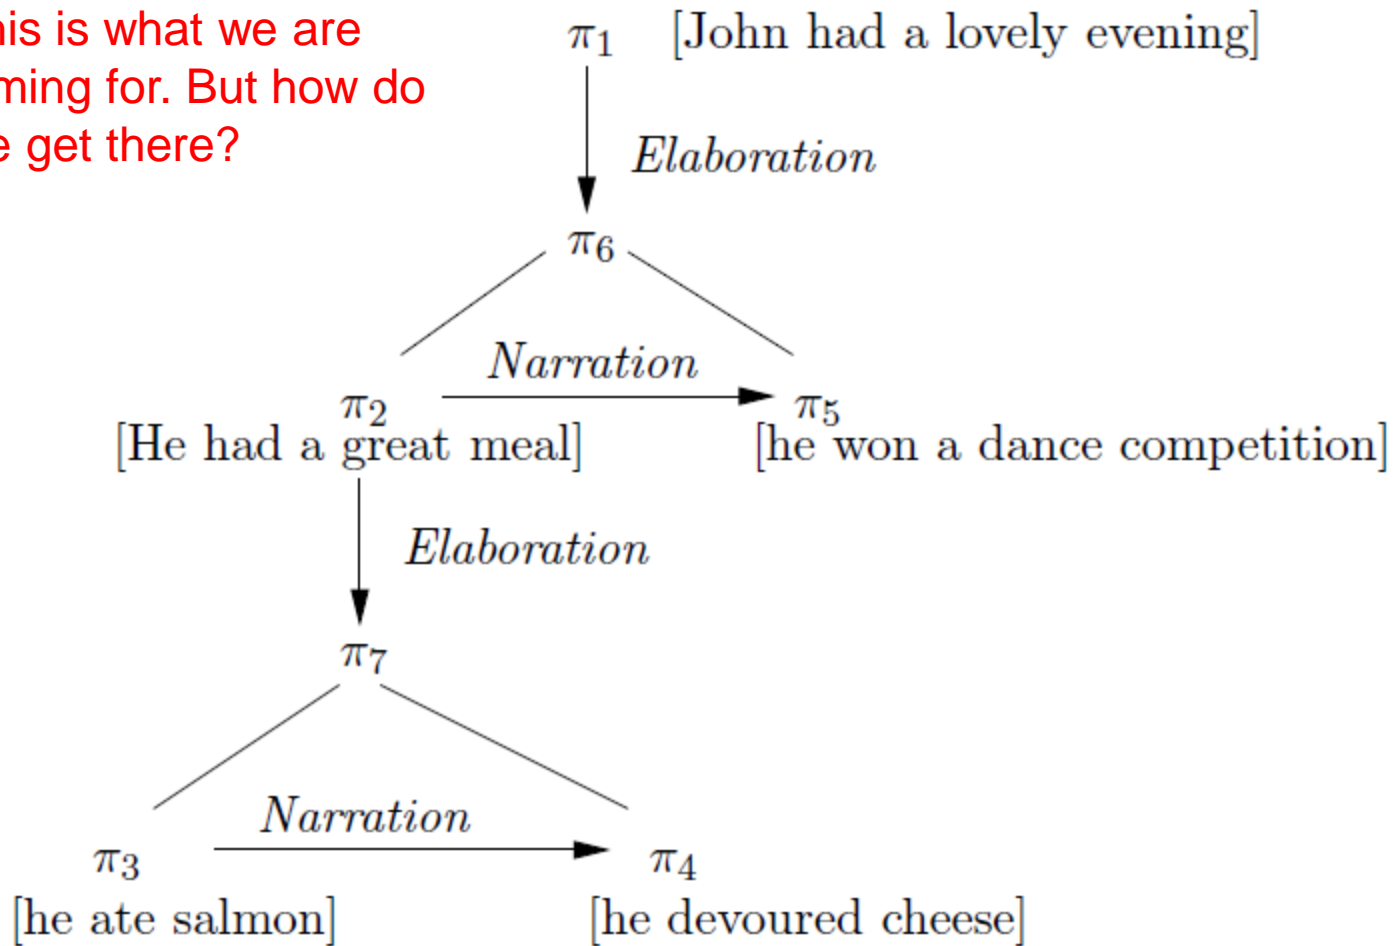 his is what we are
ming for. But how do
e get there?
π1 [John had a lovely evening]
Elaboration
π6
Narration
π2 π5
[He had a great meal] [he won a dance competition]
Elaboration
π7
Narration
π3 π4
[he ate salmon] [he devoured cheese]